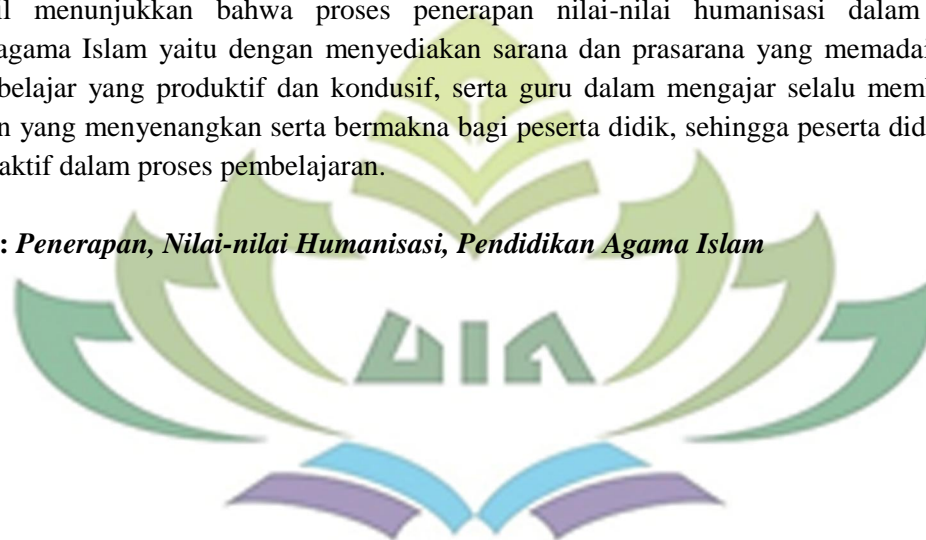 menunjukkan bahwa proses penerapan nilai-nilai humanisasi dalam
agama Islam yaitu dengan menyediakan sarana dan prasarana yang memadai
belajar yang produktif dan kondusif, serta guru dalam mengajar selalu
yang menyenangkan serta bermakna bagi peserta didik, sehingga peserta
aktif dalam proses pembelajaran.
: Penerapan, Nilai-nilai Humanisasi, Pendidikan Agama Islam
UIN